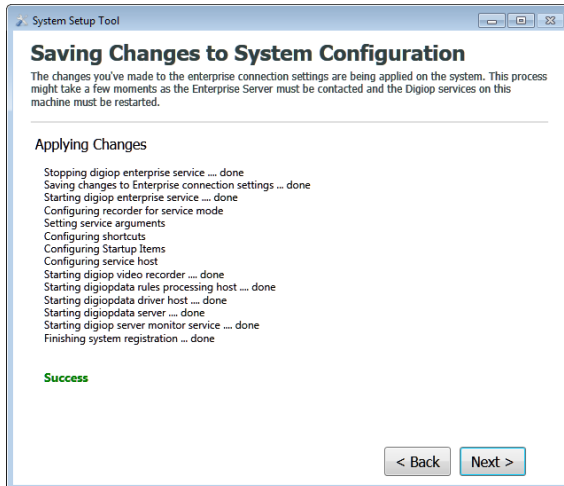 System Setup Tool
Saving Changes to System Configuration
The changes you've made to the enterprise connection settings are being applied on the system. This process
might take a few moments as the Enterprise Server must be contacted and the Digiop services on this
machine must be restarted.
Applying Changes
Stopping digiop enterprise service .... done
Saving changes to Enterprise connection settings ... done
Starting digiop enterprise service .... done
Configuring recorder for service mode
Setting service arguments
Configuring shortcuts
Configuring Startup Items
Configuring service host
Starting digiop video recorder .... done
Starting digiopdata rules processing host .... done
Starting digiopdata driver host .... done
Starting digiopdata server .... done
Starting digiop server monitor service .... done
Finishing system registration ... done
Success
< Back
Next >